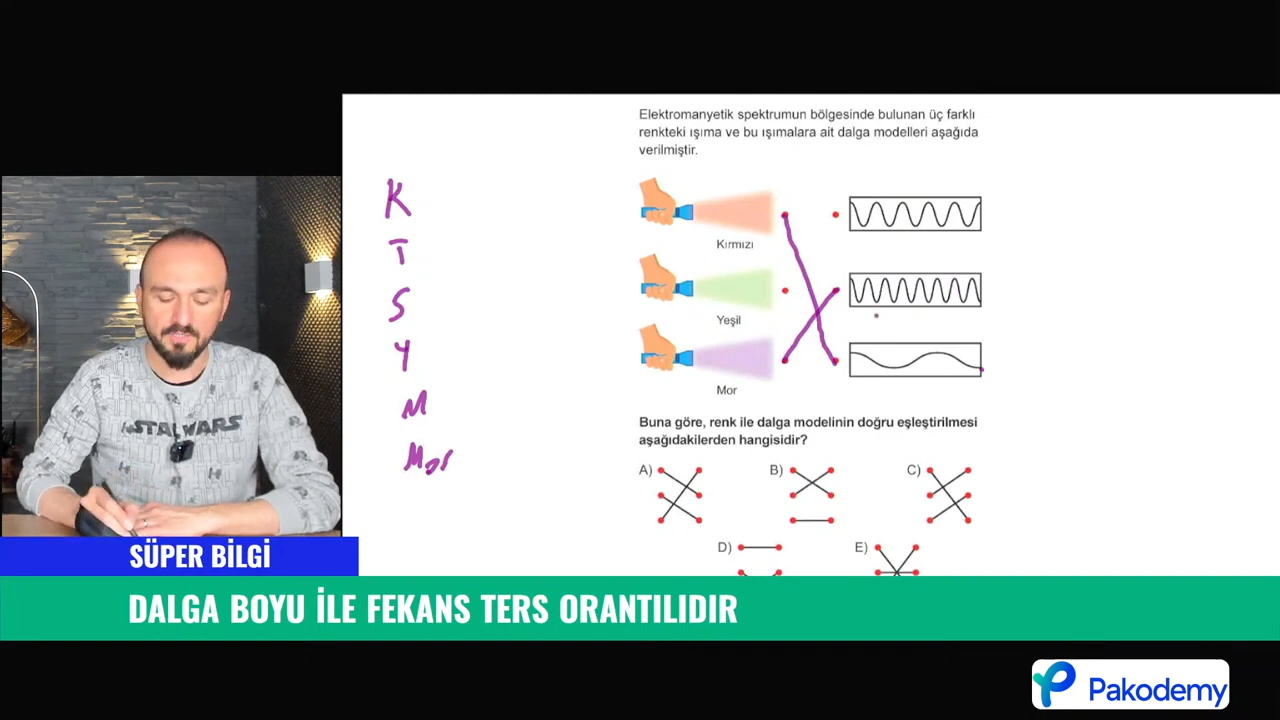 Elektromanyetik spektrumun bölgesinde bulunan üç farklı
renkteki ışıma ve bu ışımalara ait dalga modelleri aşağıda
verilmiştir.
K
T
S
Y
M
Mor
Kırmızı
Yeşil
Mor
Buna göre, renk ile dalga modelinin doğru eşleştirilmesi
aşağıdakilerden hangisidir?
A)
B)
C)
D)
E)
STAR WARS
SÜPER BİLGİ
DALGA BOYU İLE FEKANS TERS ORANTILIDIR
Pakodemy